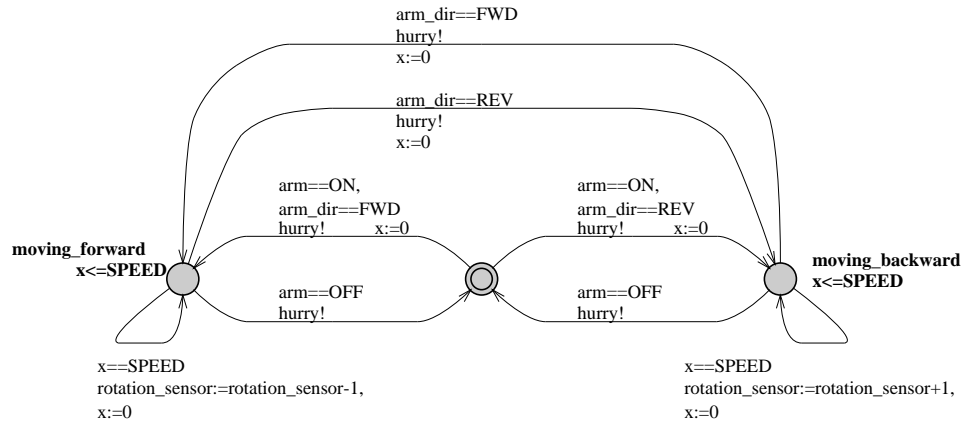 arm_dir==FWD
hurry!
x:=0
arm_dir==REV
hurry!
x:=0
arm==ON,
arm_dir==FWD
hurry! x:=0
arm==ON,
arm_dir==REV
hurry! x:=0
moving_forward
x<=SPEED
moving_backward
x<=SPEED
arm==OFF
hurry!
arm==OFF
hurry!
x==SPEED
rotation_sensor:=rotation_sensor-1,
x:=0
x==SPEED
rotation_sensor:=rotation_sensor+1,
x:=0